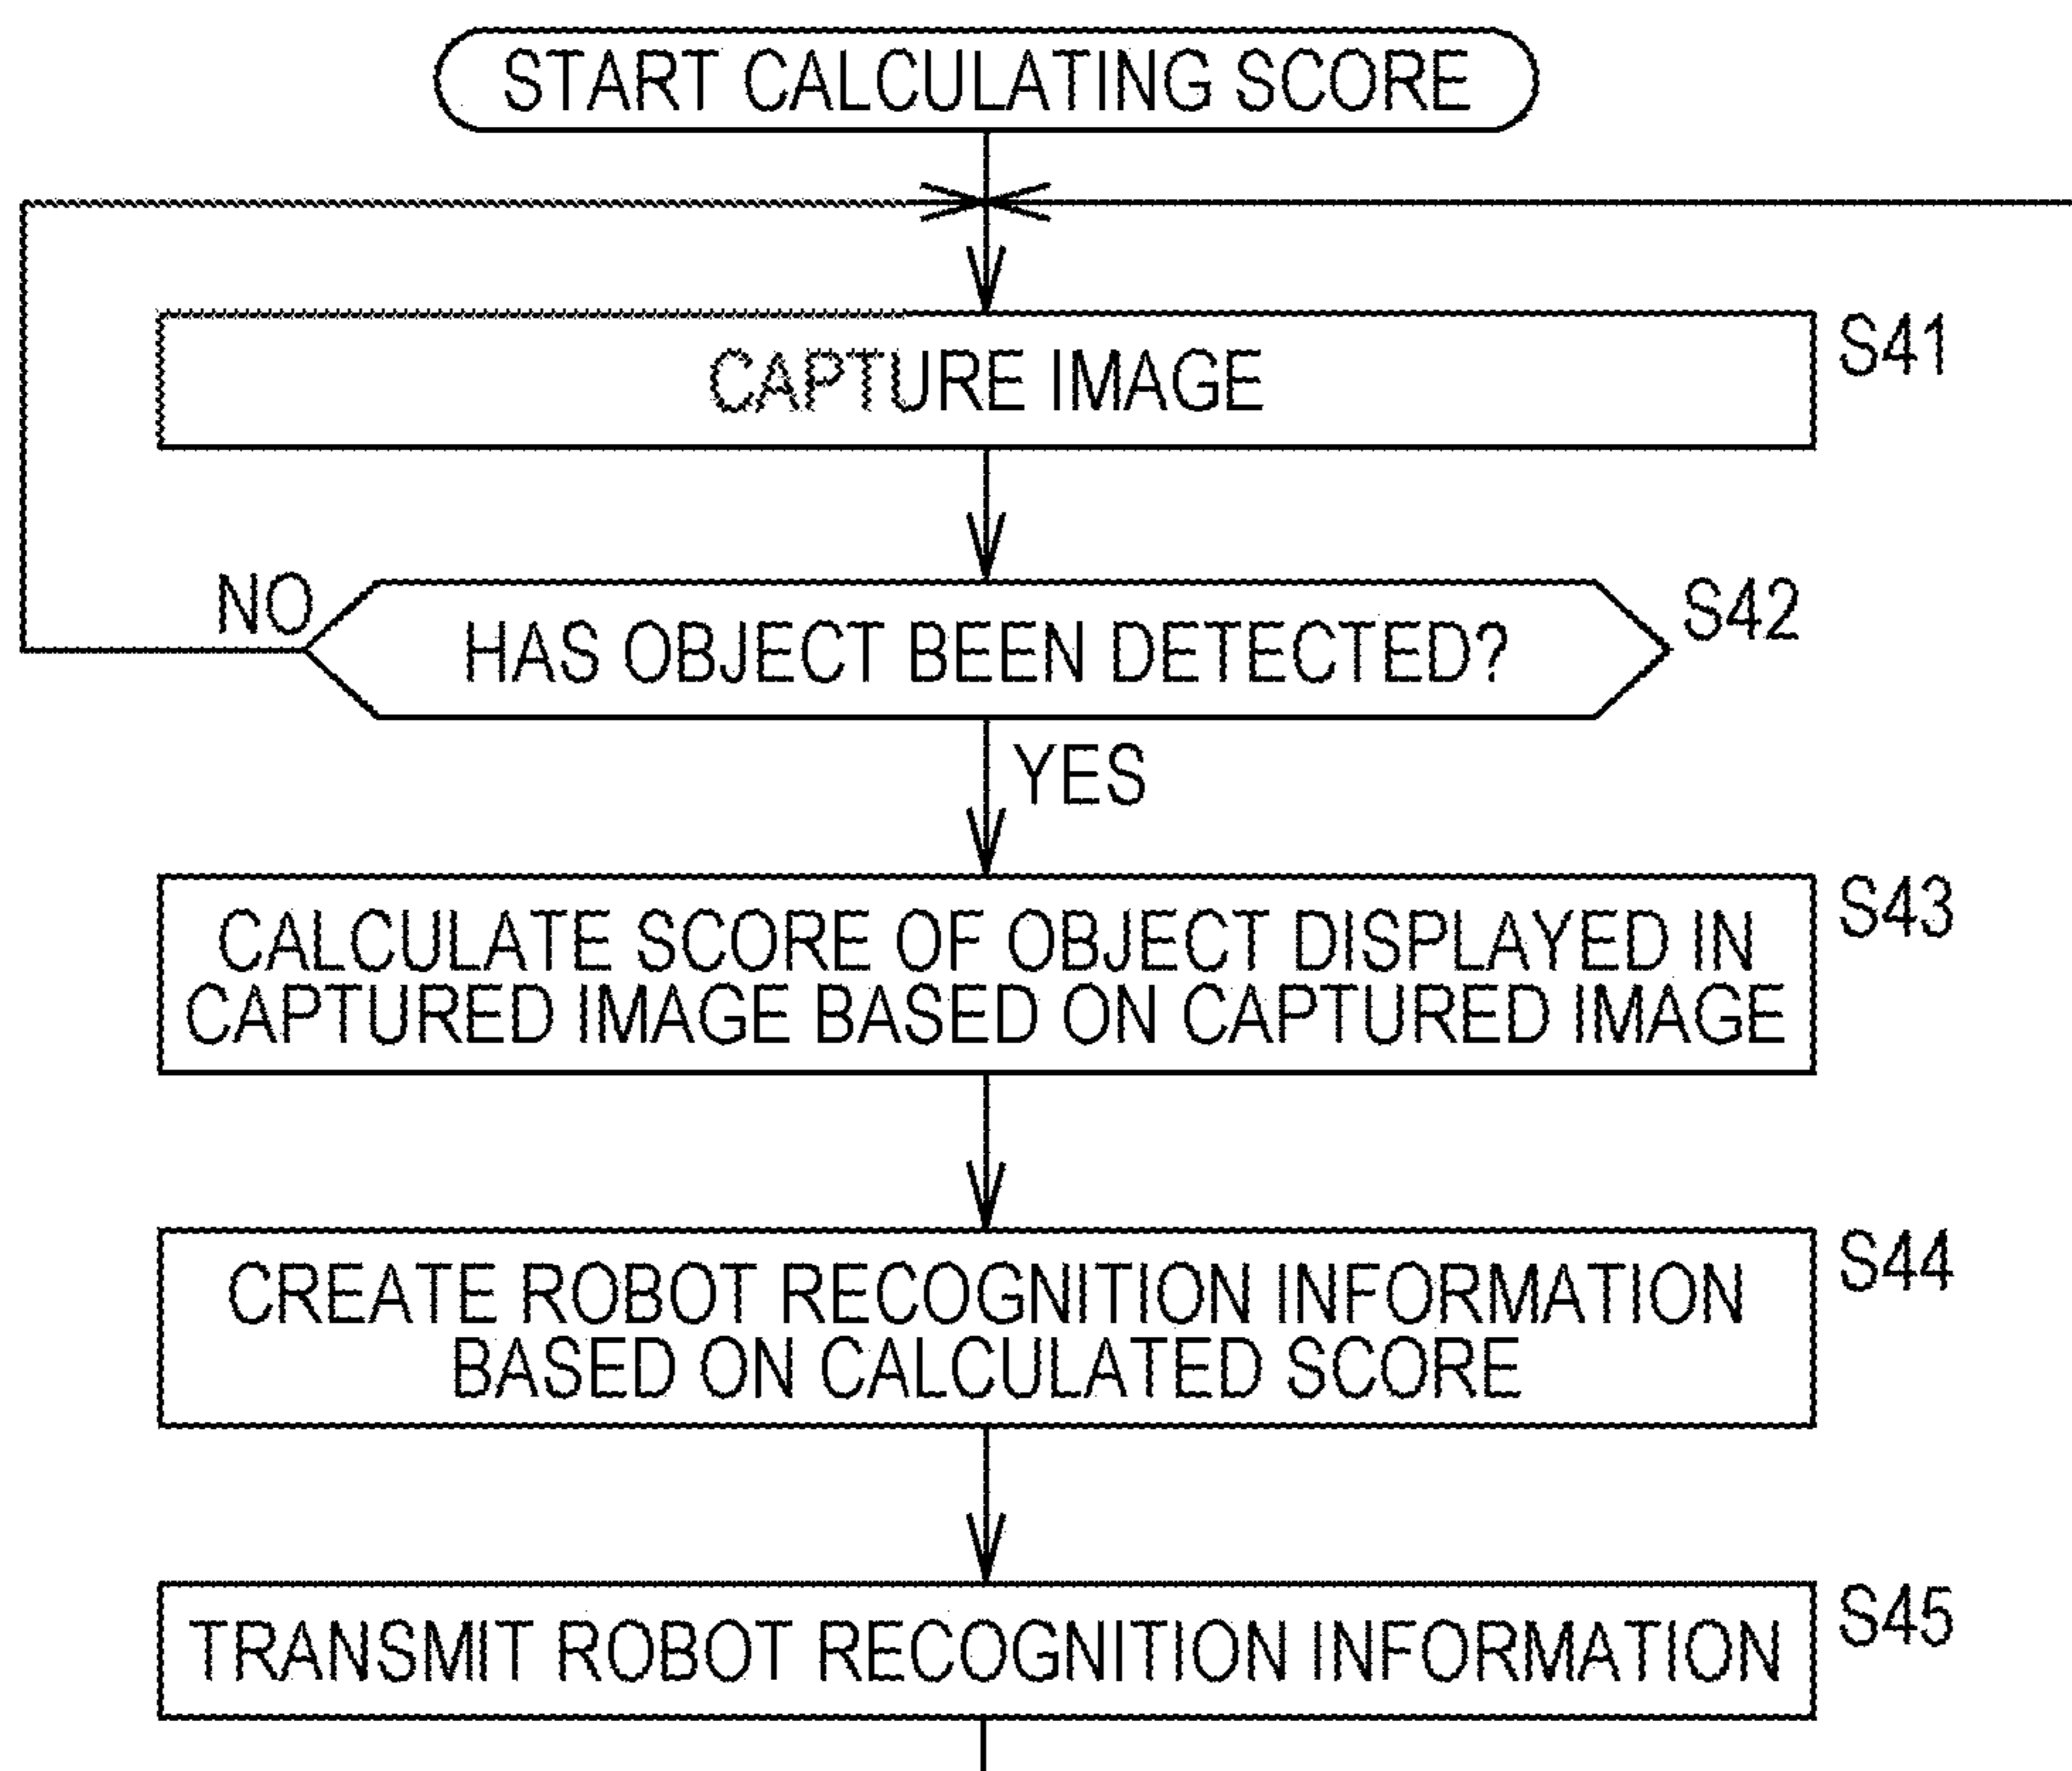 START CALCULATING SCORE
CAPTURE IMAGE
S41
NO
HAS OBJECT BEEN DETECTED?
S42
YES
CALCULATE SCORE OF OBJECT DISPLAYED IN
CAPTURED IMAGE BASED ON CAPTURED IMAGE
S43
CREATE ROBOT RECOGNITION INFORMATION
BASED ON CALCULATED SCORE
S44
TRANSMIT ROBOT RECOGNITION INFORMATION
S45